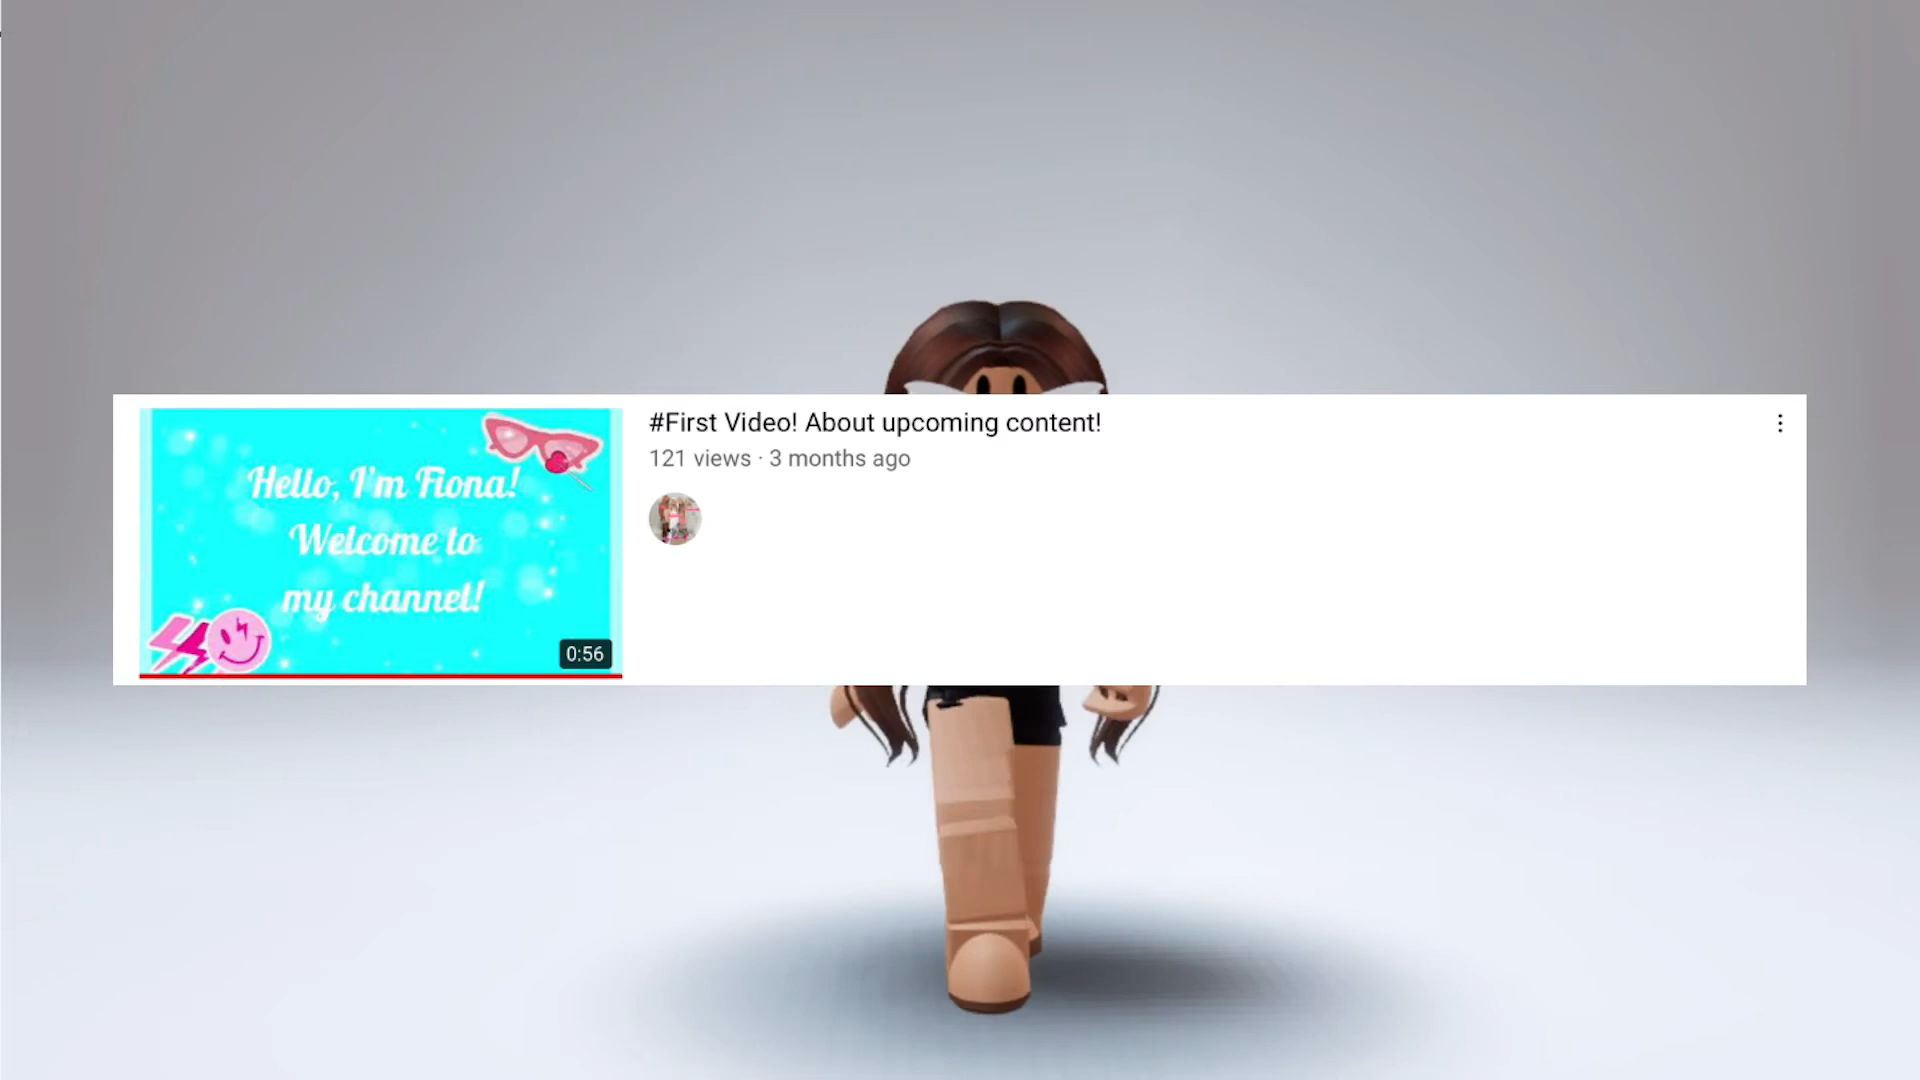 Hello, I'm Fiona!
Welcome to
my channel!
0:56
#First Video! About upcoming content!
121 views · 3 months ago